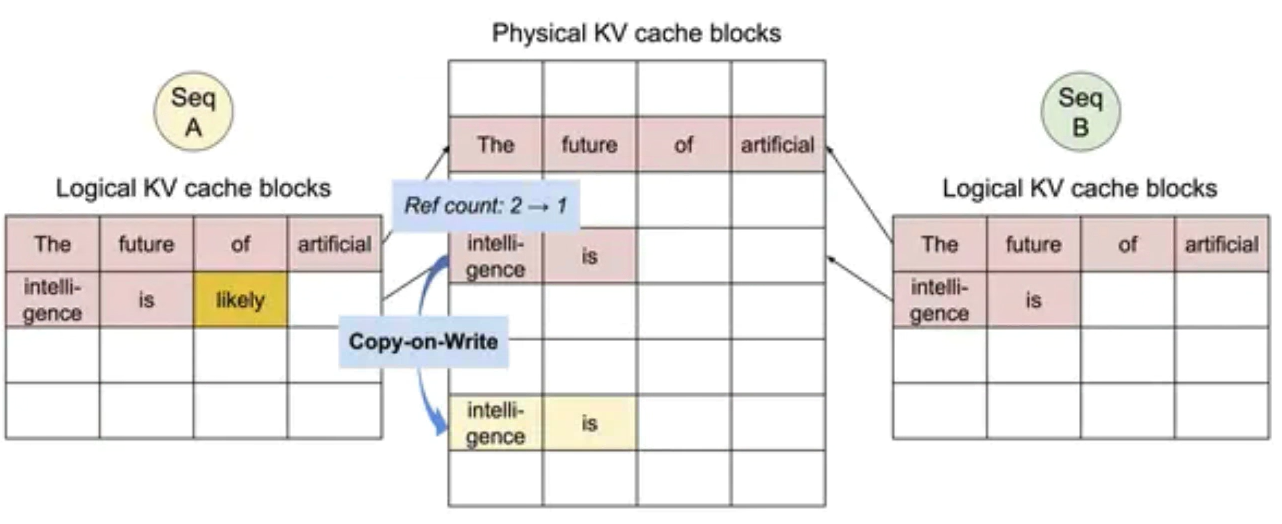 Physical KV cache blocks
Seq
A
Seq
B
Logical KV cache blocks
Logical KV cache blocks
The future of artificial
Ref count: 2 → 1
intelli-
gence
is
Copy-on-Write
intelli-
gence
is
The future of artificial
intelli-
gence
is
likely
The future of artificial
intelli-
gence
is